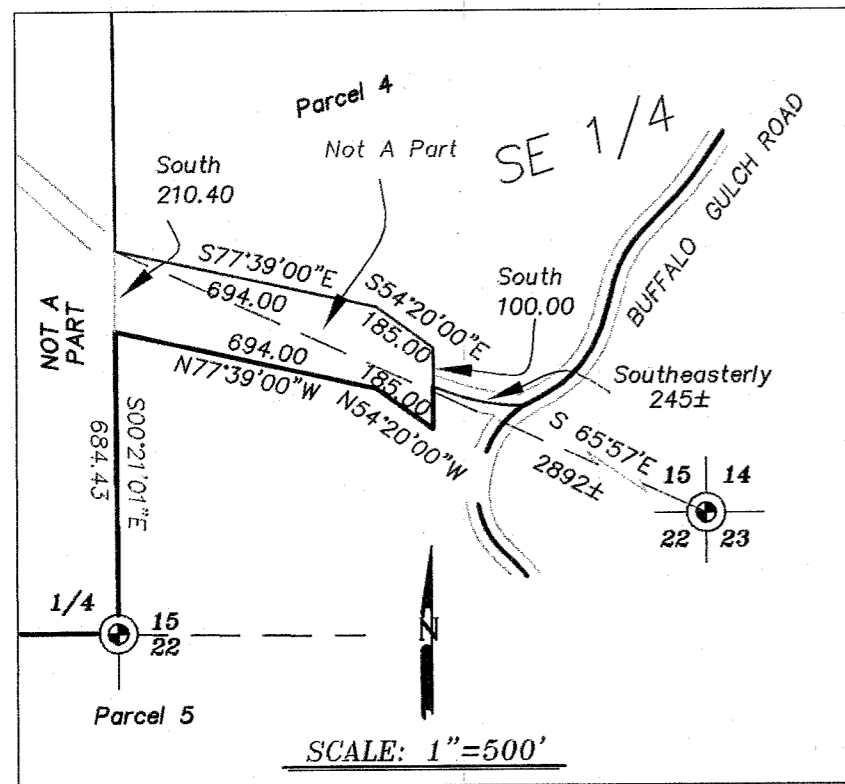 Parcel 4
SE 1/4
Not A Part
BUFFALO GULCH ROAD
South
210.40
S77°39'00"E
694.00
S54°20'00"E
185.00
South
100.00
NOT A
PART
694.00
N77°39'00"W
185.00
N54°20'00"W
Southeasterly
245±
S 65°57'E
2892±
15 14
22 23
S00°21'01"E
684.43
1/4
15
22
N
Parcel 5
SCALE: 1"=500'